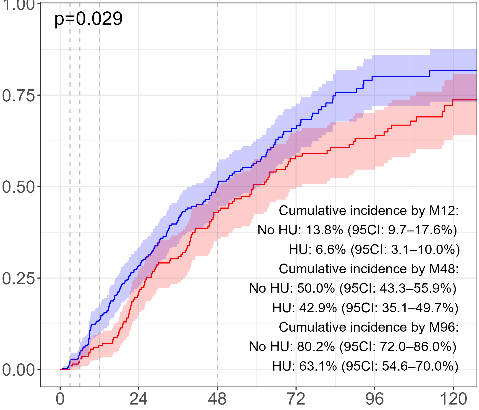 1.00
p=0.029
0.75
0.50
Cumulative incidence by M12:
No HU: 13.8% (95CI: 9.7–17.6%)
HU: 6.6% (95CI: 3.1–10.0%)
Cumulative incidence by M48:
0.25
No HU: 50.0% (95CI: 43.3–55.9%)
HU: 42.9% (95CI: 35.1–49.7%)
Cumulative incidence by M96:
No HU: 80.2% (95CI: 72.0–86.0%)
0.00
HU: 63.1% (95CI: 54.6–70.0%)
0 24 48 72 96 120